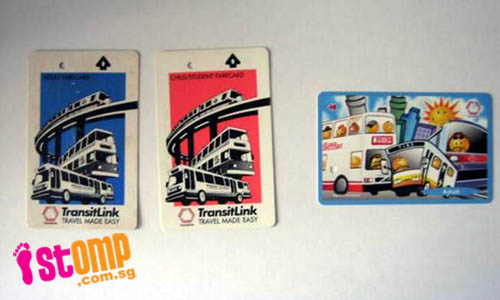 ADULT FARECARD
TransitLink
TRAVEL MADE EASY
CHILD/STUDENT FARECARD
TransitLink
TRAVEL MADE EASY
Adult
stomp
.com.sg